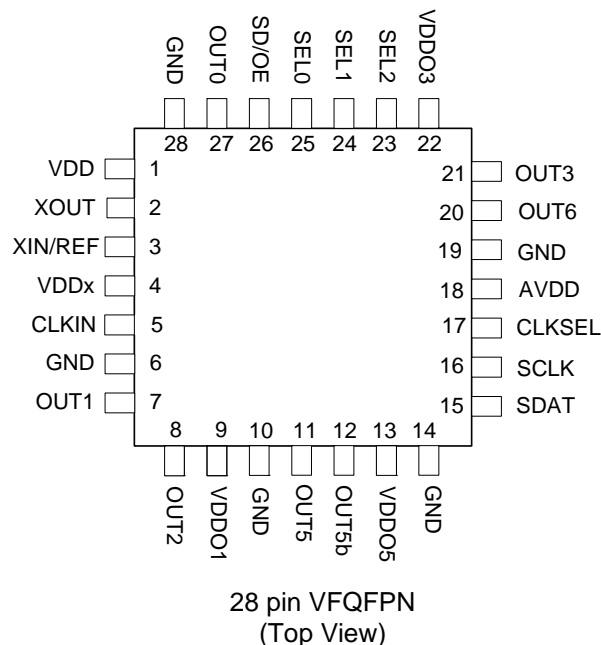 GND OUT0 SD/OE SEL0 SEL1 SEL2 VDDO3
28 27 26 25 24 23 22
VDD 1 21 OUT3
XOUT 2 20 OUT6
XIN/REF 3 19 GND
VDDx 4 18 AVDD
CLKIN 5 17 CLKSEL
GND 6 16 SCLK
OUT1 7 15 SDAT
8 9 10 11 12 13 14
OUT2 VDDO1 GND OUT5 OUT5b VDDO5 GND
28 pin VFQFPN
(Top View)